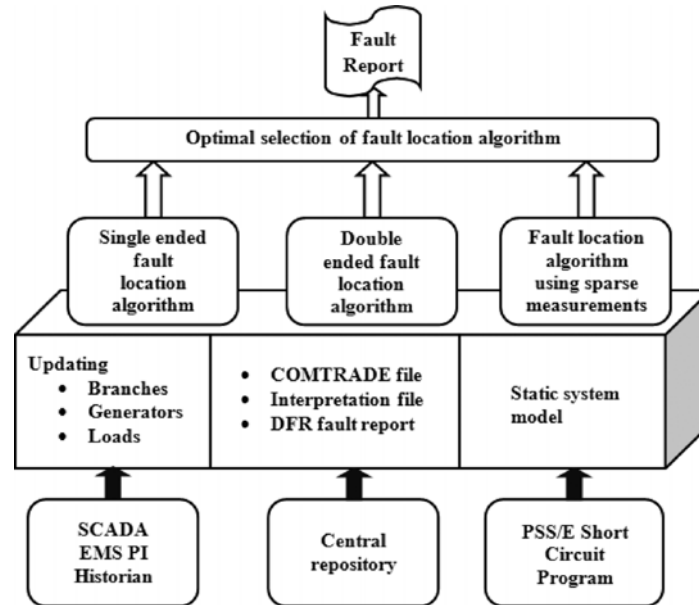 Fault
Report
Optimal selection of fault location algorithm
Single ended
fault
location
algorithm
Double
ended fault
location
algorithm
Fault location
algorithm
using sparse
measurements
Updating
• Branches
• Generators
• Loads
• COMTRADE file
• Interpretation file
• DFR fault report
Static system
model
SCADA
EMS PI
Historian
Central
repository
PSS/E Short
Circuit
Program